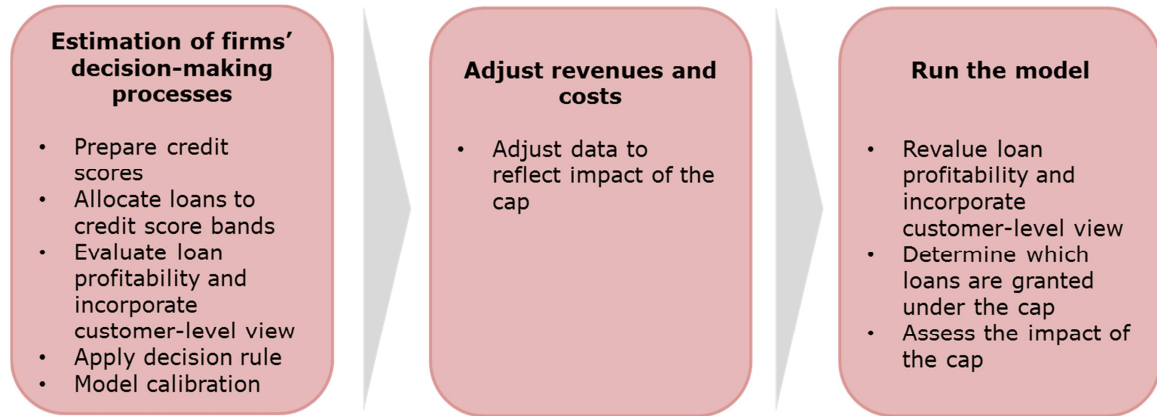 Estimation of firms’
decision-making
processes
• Prepare credit
scores
• Allocate loans to
credit score bands
• Evaluate loan
profitability and
incorporate
customer-level view
• Apply decision rule
• Model calibration
Adjust revenues and
costs
• Adjust data to
reflect impact of the
cap
Run the model
• Revalue loan
profitability and
incorporate
customer-level view
• Determine which
loans are granted
under the cap
• Assess the impact of
the cap